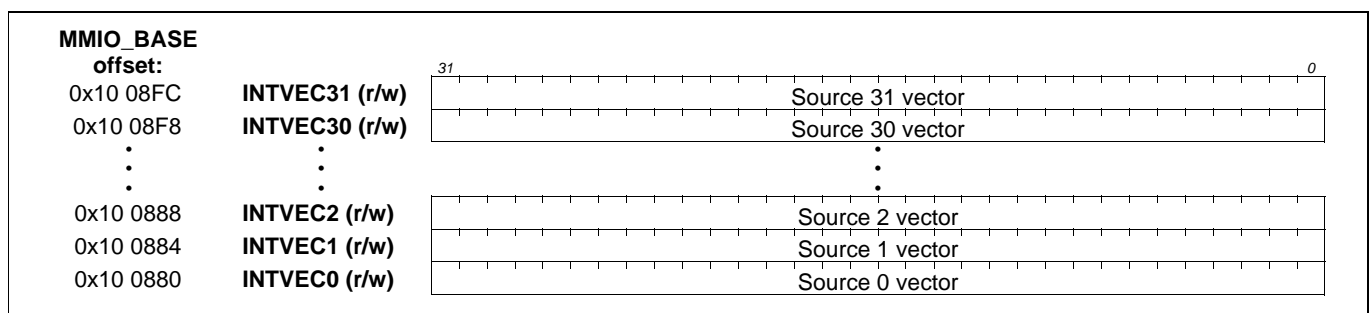 MMIO_BASE
offset:
31 0
0x10 08FC INTVEC31 (r/w) Source 31 vector
0x10 08F8 INTVEC30 (r/w) Source 30 vector
• • •
• • •
• • •
0x10 0888 INTVEC2 (r/w) Source 2 vector
0x10 0884 INTVEC1 (r/w) Source 1 vector
0x10 0880 INTVEC0 (r/w) Source 0 vector